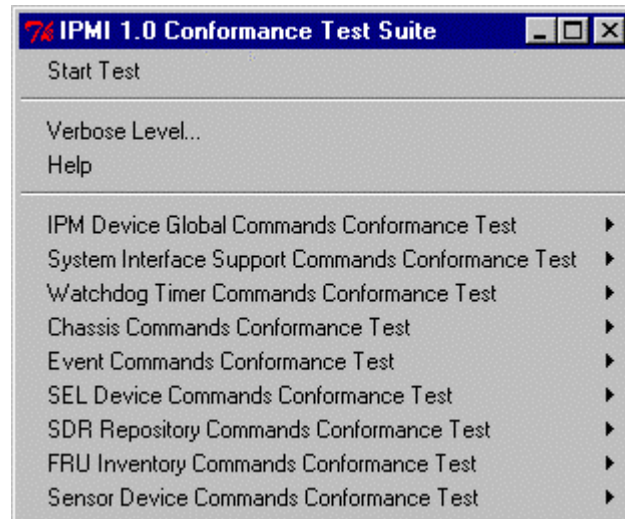 IPMI 1.0 Conformance Test Suite
Start Test
Verbose Level...
Help
IPM Device Global Commands Conformance Test
System Interface Support Commands Conformance Test
Watchdog Timer Commands Conformance Test
Chassis Commands Conformance Test
Event Commands Conformance Test
SEL Device Commands Conformance Test
SDR Repository Commands Conformance Test
FRU Inventory Commands Conformance Test
Sensor Device Commands Conformance Test